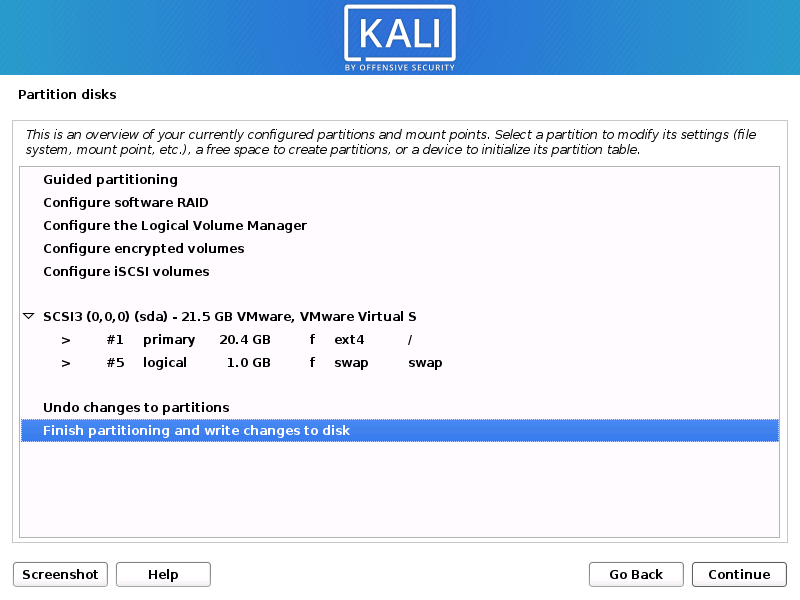 KALI
BY OFFENSIVE SECURITY
Partition disks
This is an overview of your currently configured partitions and mount points. Select a partition to modify its settings (file
system, mount point, etc.), a free space to create partitions, or a device to initialize its partition table.
Guided partitioning
Configure software RAID
Configure the Logical Volume Manager
Configure encrypted volumes
Configure iSCSI volumes
SCSI3 (0,0,0) (sda) - 21.5 GB VMware, VMware Virtual S
> #1 primary 20.4 GB f ext4 /
> #5 logical 1.0 GB f swap swap
Undo changes to partitions
Finish partitioning and write changes to disk
Screenshot Help Go Back Continue